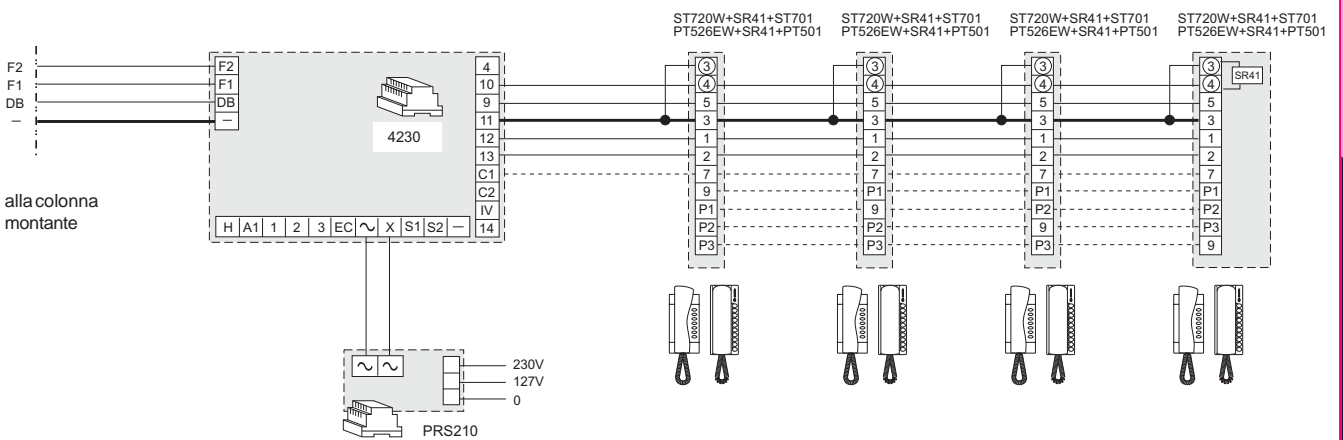 ST720W+SR41+ST701 ST720W+SR41+ST701 ST720W+SR41+ST701 ST720W+SR41+ST701
PT526EW+SR41+PT501 PT526EW+SR41+PT501 PT526EW+SR41+PT501 PT526EW+SR41+PT501
F2 F2 4 3 3 3 3 SR41
F1 F1 10 4 4 4 4
DB DB 9 5 5 5 5
— — 11 3 3 3 3
4230 12 1 1 1 1
13 2 2 2 2
C1 7 7 7 7
alla colonna C2 9 P1 P1 P1
IV P1 9 P2 P2
montante H A1 1 2 3 EC ~ X S1 S2 — 14 P2 P2 9 P3
P3 P3 P3 9
~ ~ 230V
127V
0
PRS210